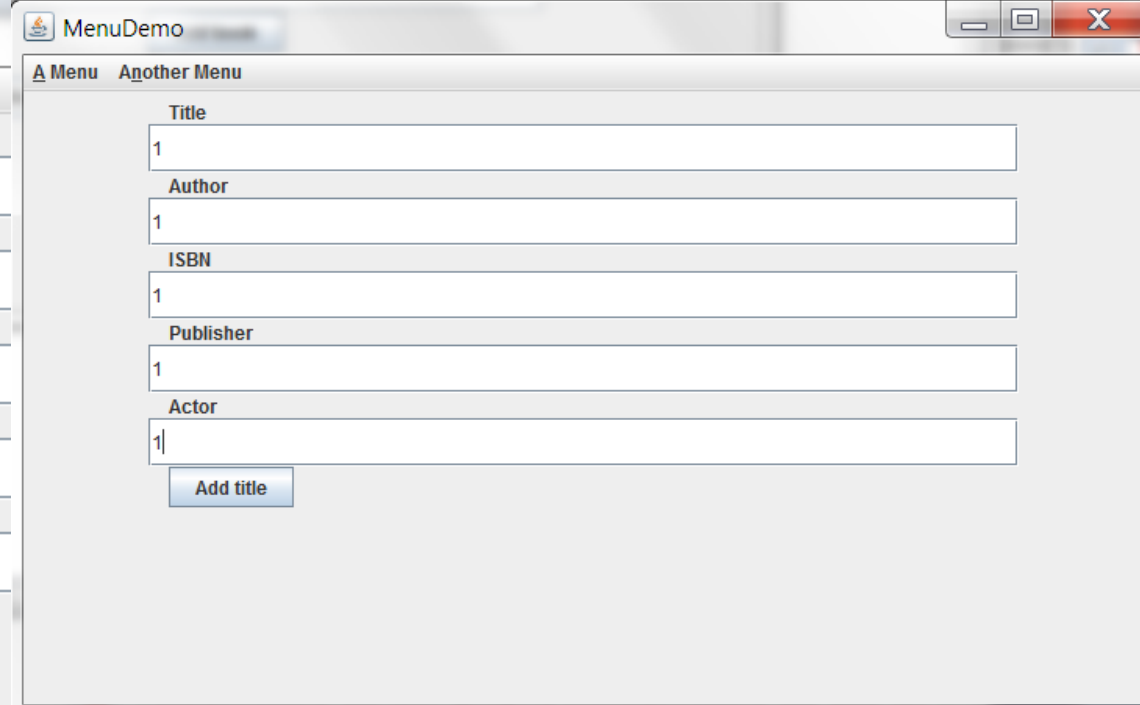 MenuDemo
A Menu Another Menu
Title
1
Author
1
ISBN
1
Publisher
1
Actor
1
Add title